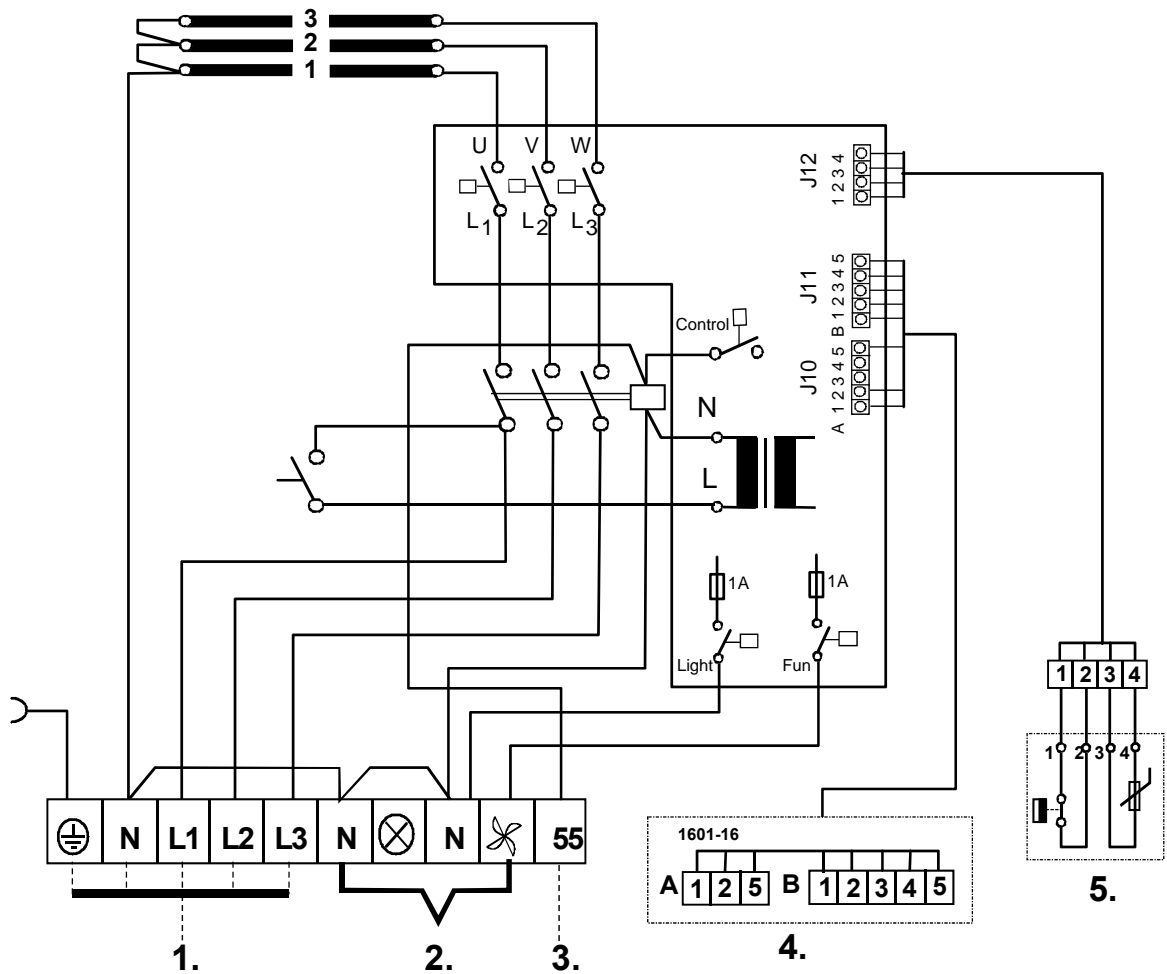 3
2
1
U V W
L1 L2 L3
J12
1 2 3 4
J11
B 1 2 3 4 5
J10
A 1 2 3 4 5
Control
N
L
1A 1A
Light Fun
1 2 3 4
1 2 3 4
N L1 L2 L3 N N 55
1601-16
A 1 2 5 B 1 2 3 4 5
1. 2. 3. 4. 5.